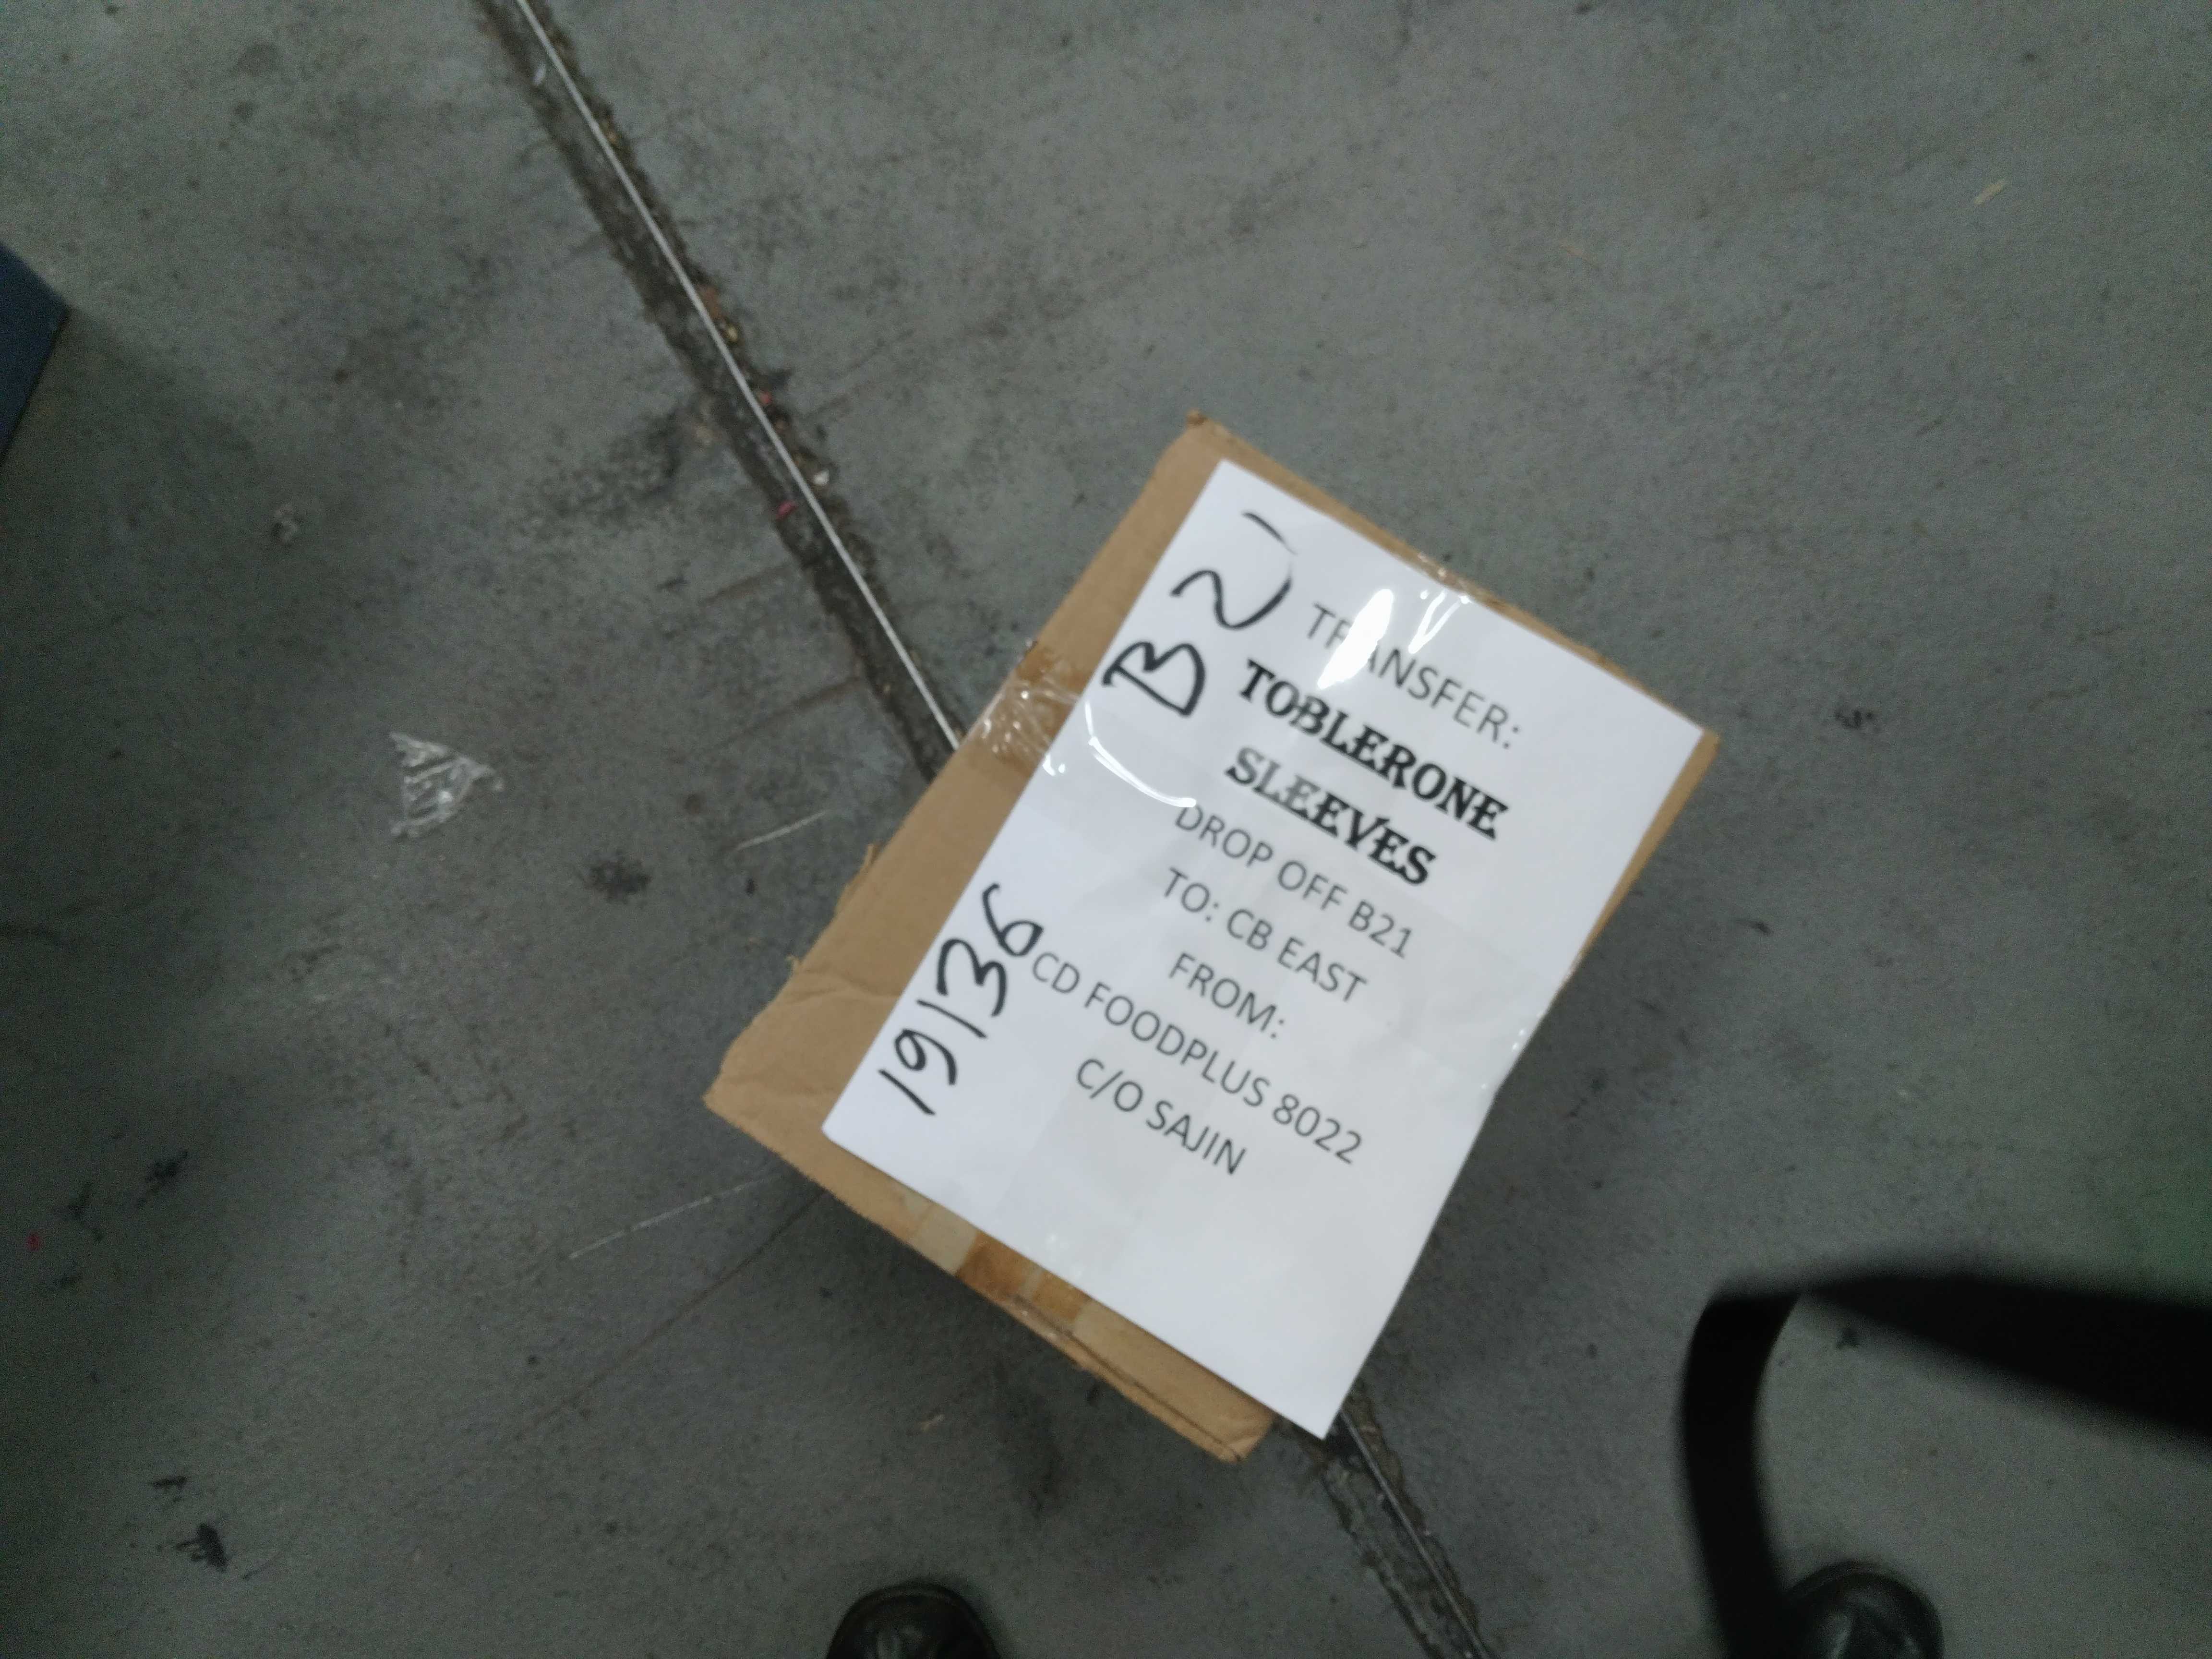 B21
TRANSFER:
TOBLERONE
SLEEVES
DROP OFF B21
TO: CB EAST
FROM:
CD FOODPLUS 8022
C/O SAJIN
19136